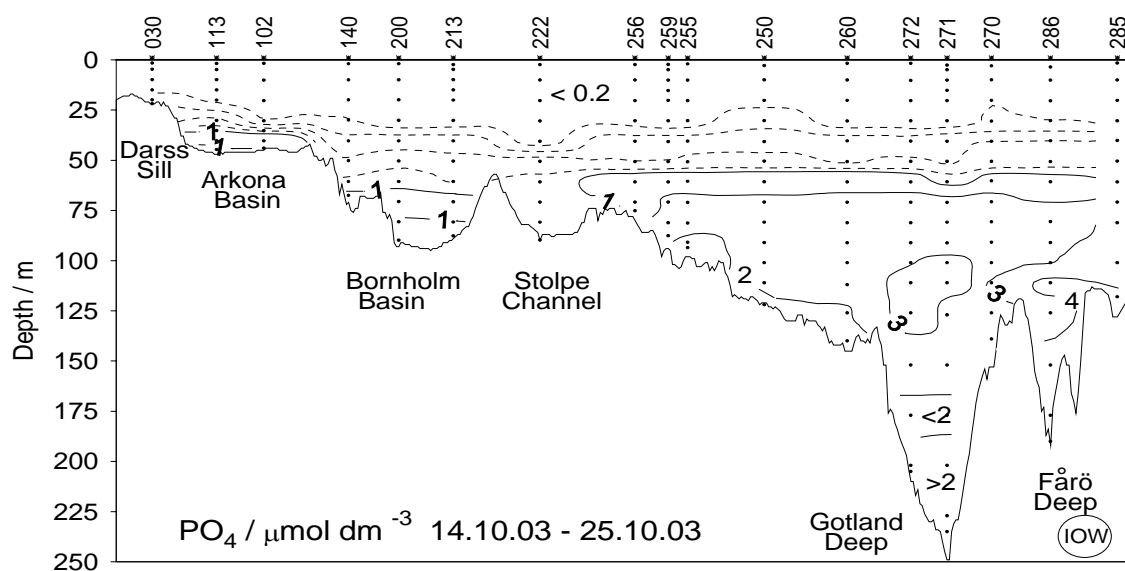 030 113 102 140 200 213 222 256 259 255 250 260 272 271 270 286 285
0
25
50
75
100
125
150
175
200
225
250
Depth / m
< 0.2
1
1
1
1
1
2
3
3
4
<2
>2
Darss
Sill
Arkona
Basin
Bornholm
Basin
Stolpe
Channel
Gotland
Deep
Fårö
Deep
IOW
PO4 / μmol dm -3 14.10.03 - 25.10.03